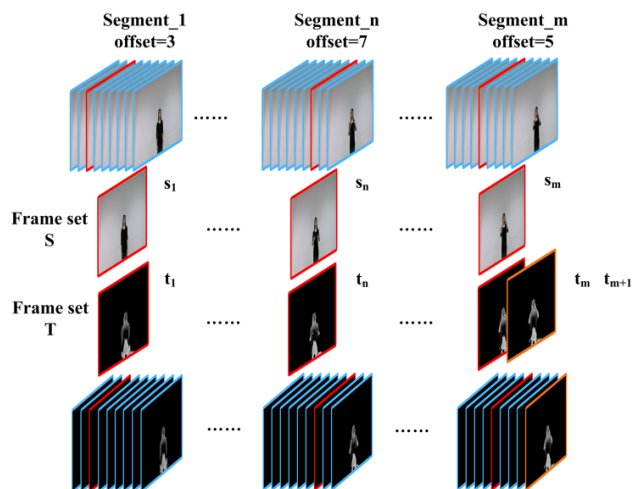 Segment_1 Segment_n Segment_m
offset=3 offset=7 offset=5
...... ......
s1 sn sm
Frame set
S
...... ......
t1 tn tm tm+1
Frame set
T
...... ......
...... ......